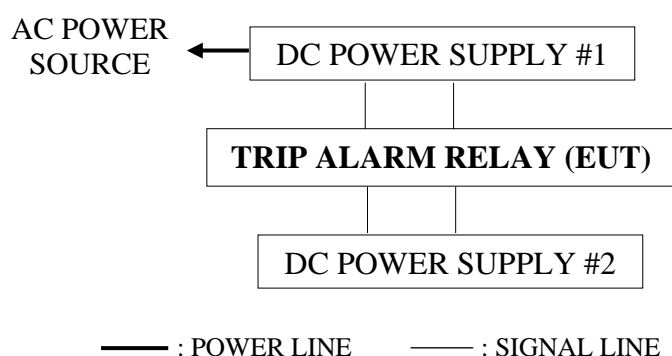 AC POWER
SOURCE
DC POWER SUPPLY #1
TRIP ALARM RELAY (EUT)
DC POWER SUPPLY #2
: POWER LINE : SIGNAL LINE